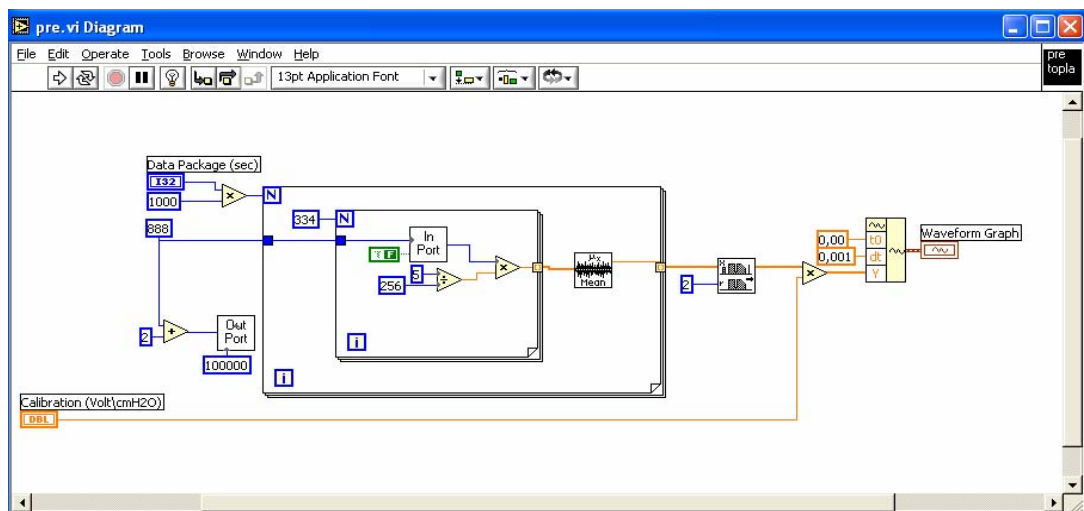 pre.vi Diagram
File Edit Operate Tools Browse Window Help
13pt Application Font
pre
topla
Data Package (sec)
I32
1000
x
N
888
334
N
In
Port
T F
5
256
÷
x
μx
Mean
i
2
+
Out
Port
100000
i
x
r
2
0,00
0,001
t0
dt
Y
x
Waveform Graph
Calibration (Volt\cmH2O)
DBL